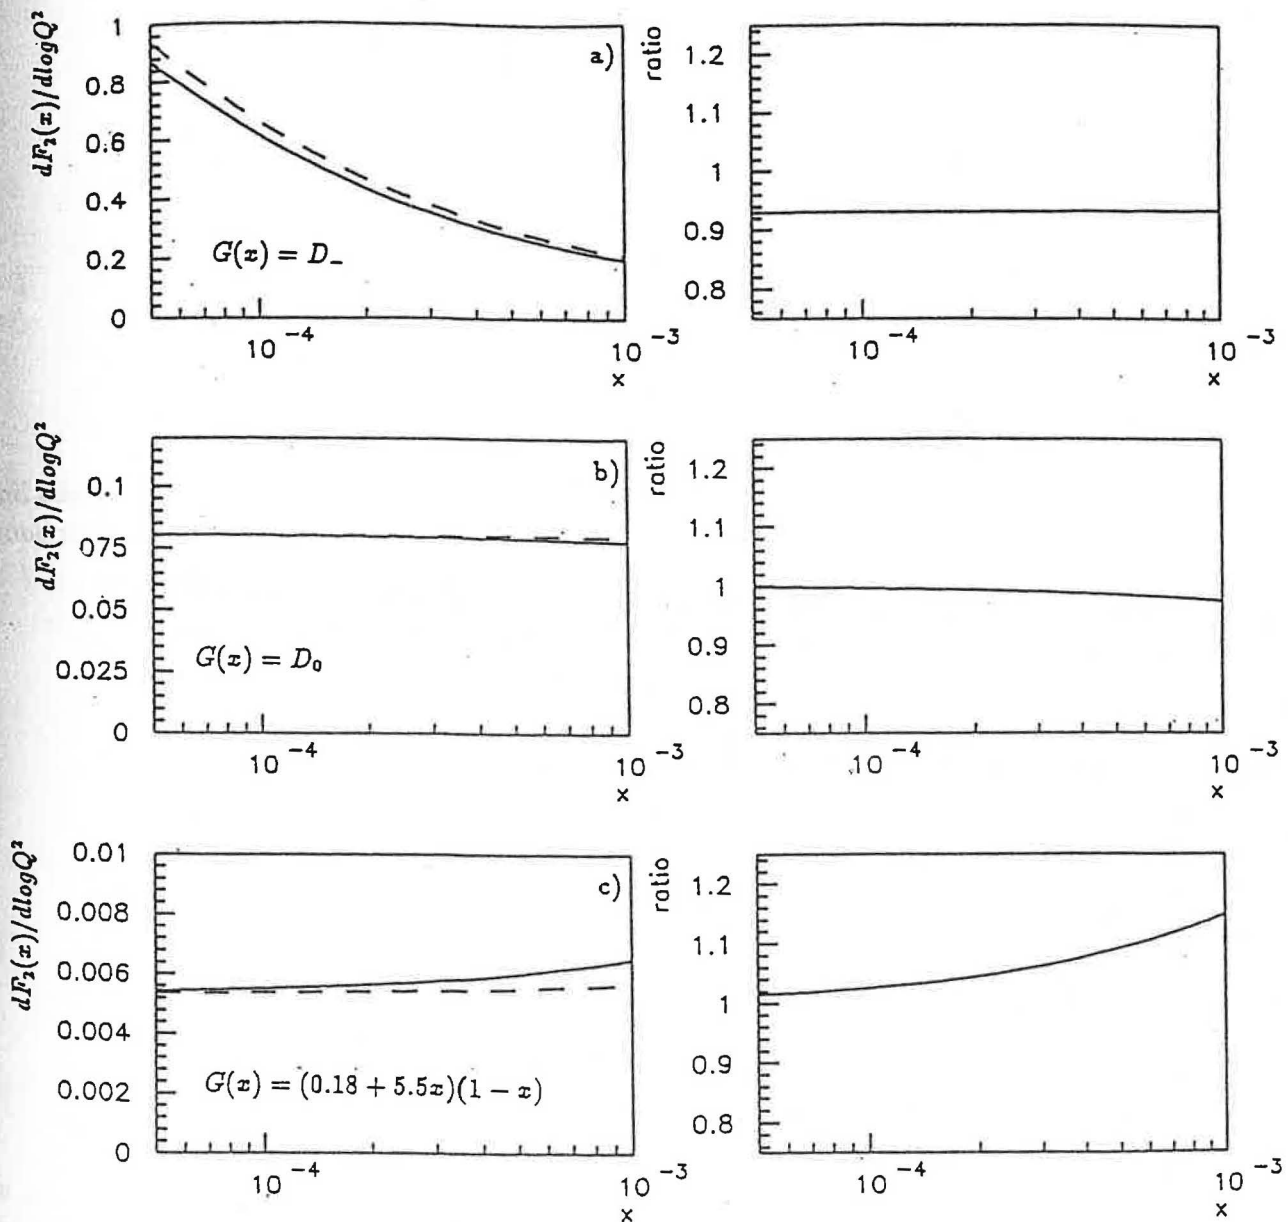 dF₂(x)/dlogQ²
1
0.8
0.6
0.4
0.2
0
a)
G(x) = D₋
10⁻⁴
10⁻³
x
ratio
1.2
1.1
1
0.9
0.8
10⁻⁴
10⁻³
x
dF₂(x)/dlogQ²
0.1
0.075
0.05
0.025
0
b)
G(x) = D₀
10⁻⁴
10⁻³
x
ratio
1.2
1.1
1
0.9
0.8
10⁻⁴
10⁻³
x
dF₂(x)/dlogQ²
0.01
0.008
0.006
0.004
0.002
0
c)
G(x) = (0.18 + 5.5x)(1 − x)
10⁻⁴
10⁻³
x
ratio
1.2
1.1
1
0.9
0.8
10⁻⁴
10⁻³
x